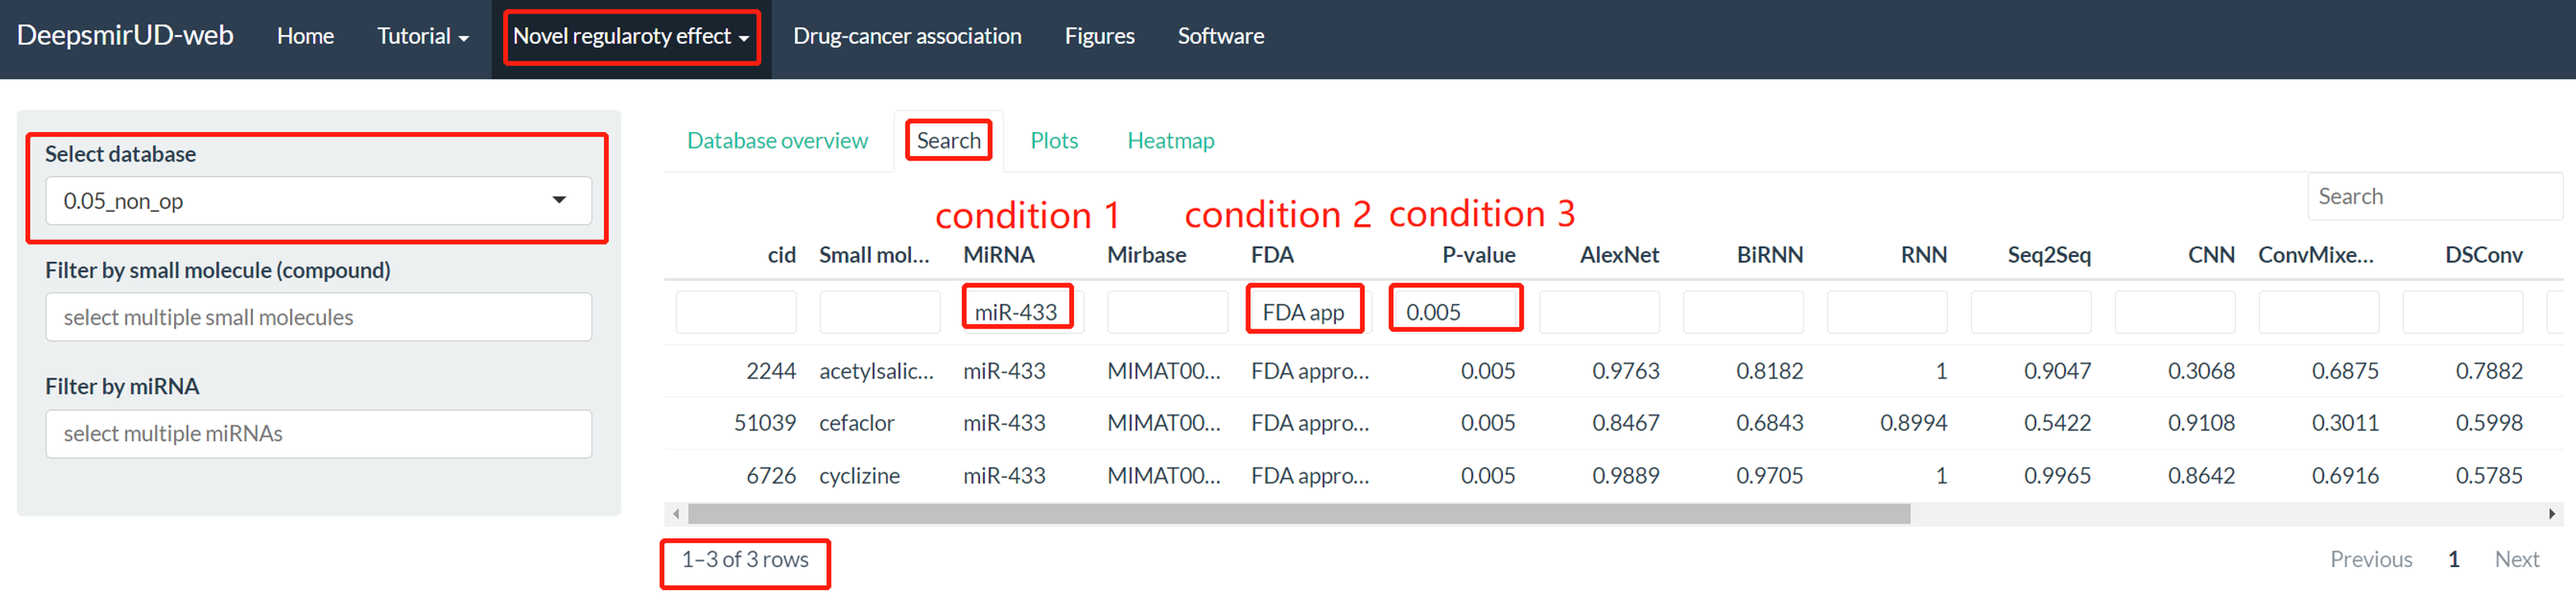 DeepsmirUD-web Home Tutorial Novel regularoty effect Drug-cancer association Figures Software
Select database
0.05_non_op
Filter by small molecule (compound)
select multiple small molecules
Filter by miRNA
select multiple miRNAs
Database overview Search Plots Heatmap
Search
condition 1 condition 2 condition 3
cid Small mol... MiRNA Mirbase FDA P-value AlexNet BiRNN RNN Seq2Seq CNN ConvMixe... DSConv
miR-433 FDA app 0.005
2244 acetylsalic... miR-433 MIMAT00... FDA appro... 0.005 0.9763 0.8182 1 0.9047 0.3068 0.6875 0.7882
51039 cefaclor miR-433 MIMAT00... FDA appro... 0.005 0.8467 0.6843 0.8994 0.5422 0.9108 0.3011 0.5998
6726 cyclizine miR-433 MIMAT00... FDA appro... 0.005 0.9889 0.9705 1 0.9965 0.8642 0.6916 0.5785
1–3 of 3 rows
Previous 1 Next